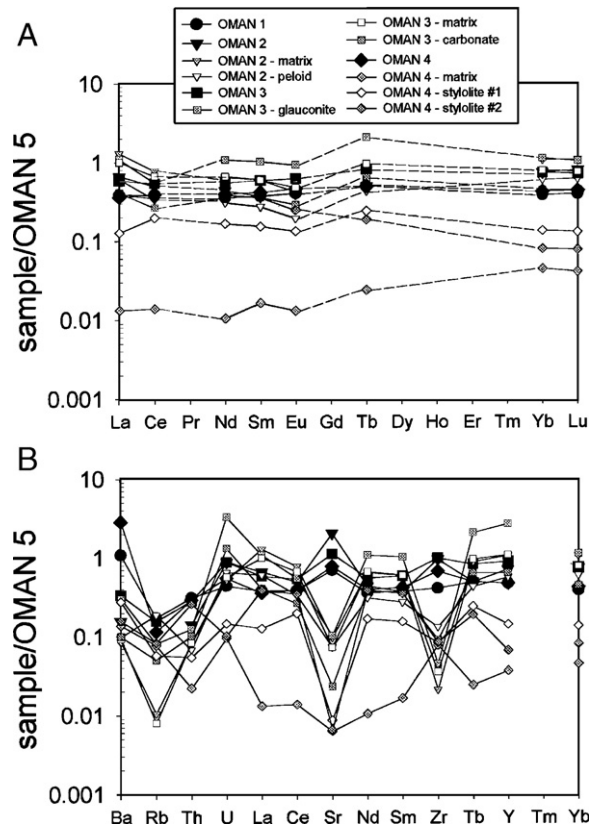 A
OMAN 1
OMAN 2
OMAN 2 - matrix
OMAN 2 - peloid
OMAN 3
OMAN 3 - glauconite
OMAN 3 - matrix
OMAN 3 - carbonate
OMAN 4
OMAN 4 - matrix
OMAN 4 - stylolite #1
OMAN 4 - stylolite #2
sample/OMAN 5
10
1
0.1
0.01
0.001
La Ce Pr Nd Sm Eu Gd Tb Dy Ho Er Tm Yb Lu
B
sample/OMAN 5
10
1
0.1
0.01
0.001
Ba Rb Th U La Ce Sr Nd Sm Zr Tb Y Tm Yb